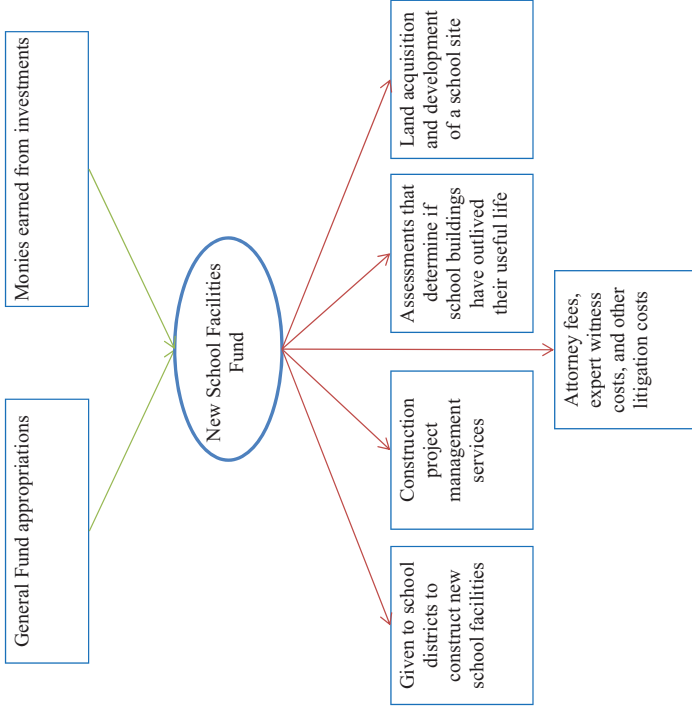 General Fund appropriations
Monies earned from investments
New School Facilities
Fund
Given to school
districts to
construct new
school facilities
Construction
project
management
services
Attorney fees,
expert witness
costs, and other
litigation costs
Assessments that
determine if
school buildings
have outlived
their useful life
Land acquisition
and development
of a school site